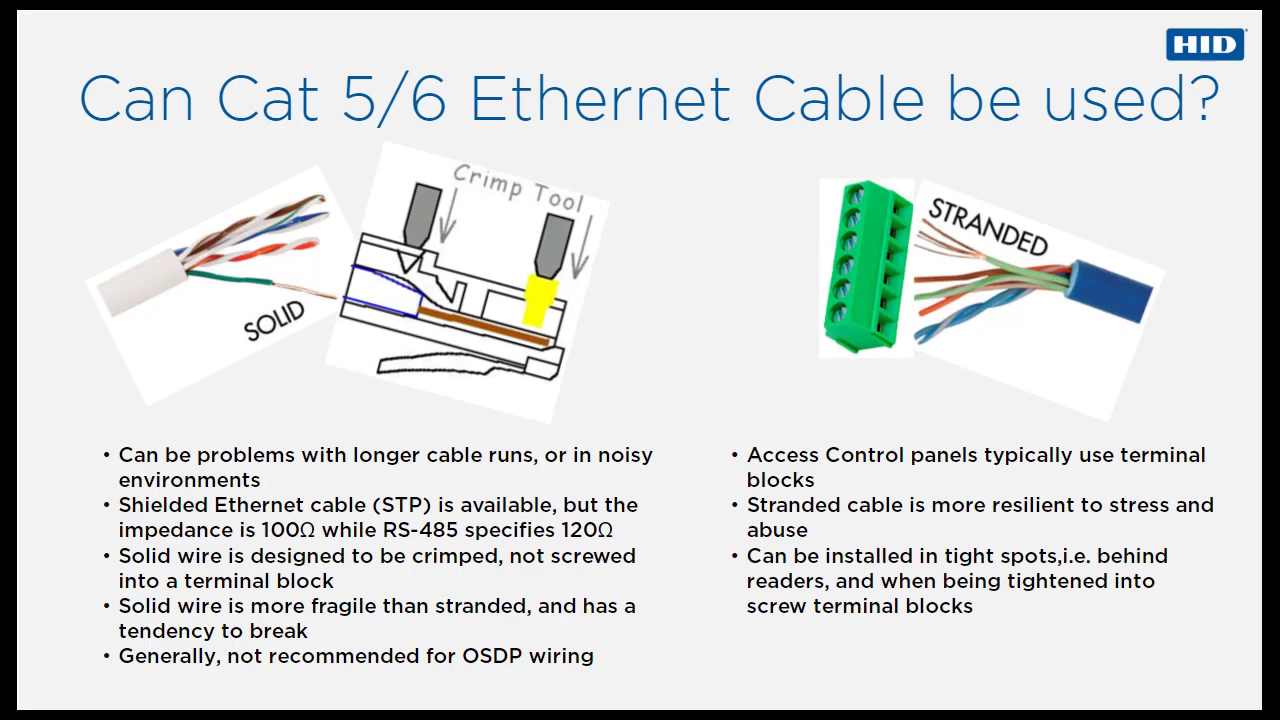 HID
Can Cat 5/6 Ethernet Cable be used?
Crimp Tool
SOLID
STRANDED
• Can be problems with longer cable runs, or in noisy
environments
• Shielded Ethernet cable (STP) is available, but the
impedance is 100Ω while RS-485 specifies 120Ω
• Solid wire is designed to be crimped, not screwed
into a terminal block
• Solid wire is more fragile than stranded, and has a
tendency to break
• Generally, not recommended for OSDP wiring
• Access Control panels typically use terminal
blocks
• Stranded cable is more resilient to stress and
abuse
• Can be installed in tight spots,i.e. behind
readers, and when being tightened into
screw terminal blocks